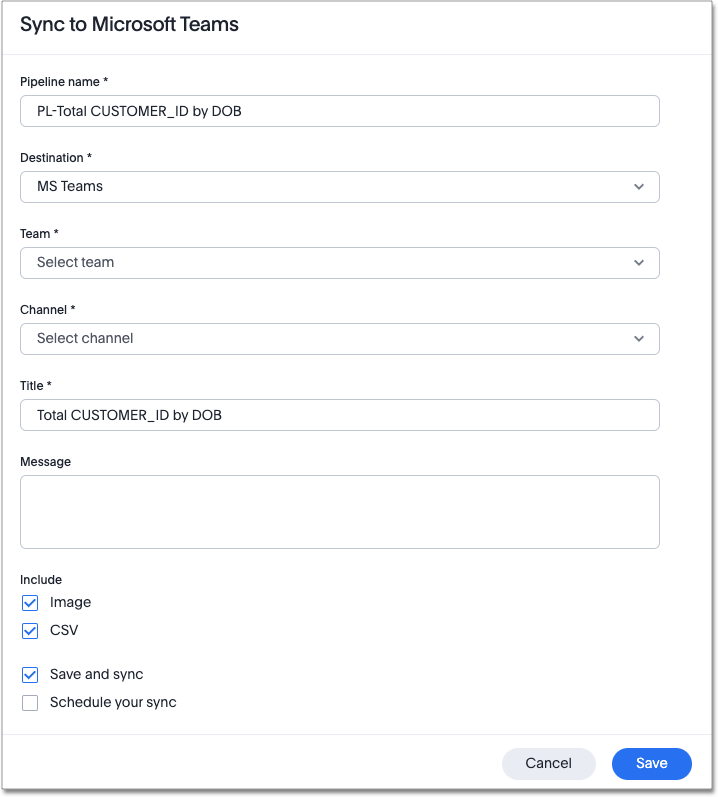 Sync to Microsoft Teams
Pipeline name *
PL-Total CUSTOMER_ID by DOB
Destination *
MS Teams
Team *
Select team
Channel *
Select channel
Title *
Total CUSTOMER_ID by DOB
Message
Include
Image
CSV
Save and sync
Schedule your sync
Cancel Save